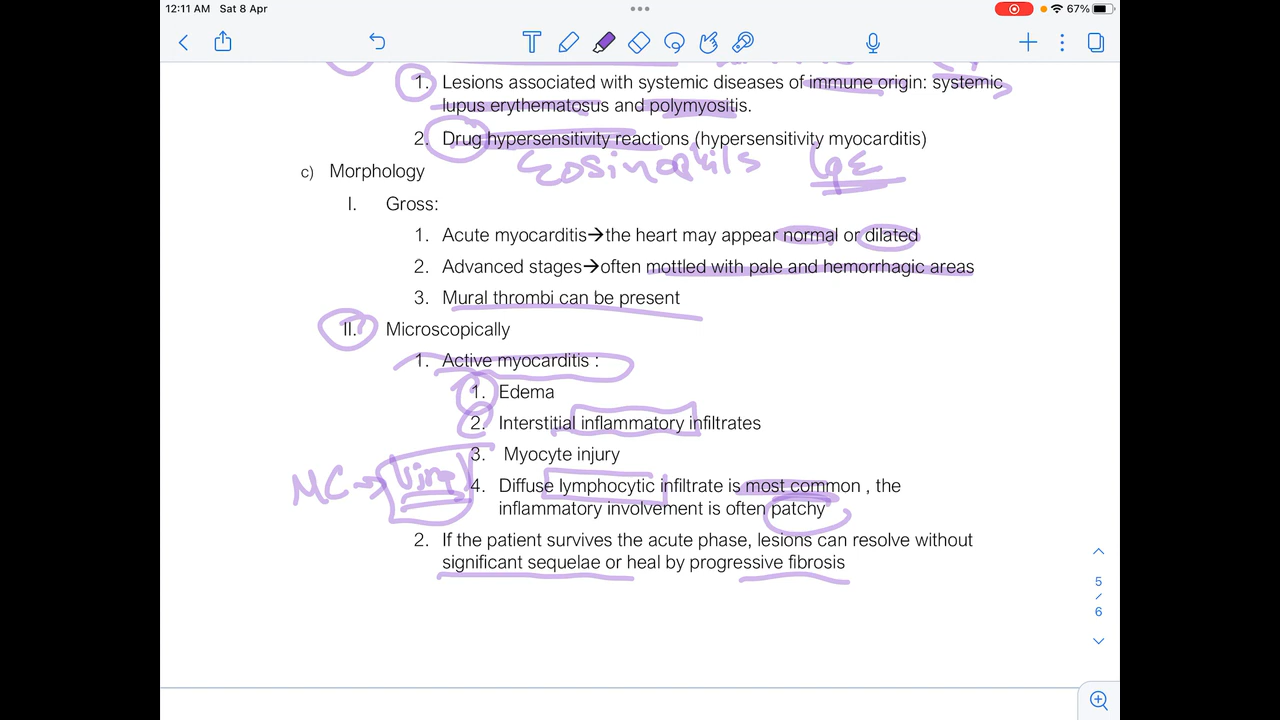 12:11 AM Sat 8 Apr
67%
1. Lesions associated with systemic diseases of immune origin: systemic
lupus erythematosus and polymyositis.
2. Drug hypersensitivity reactions (hypersensitivity myocarditis)
Eosinophils IgE
c) Morphology
I. Gross:
1. Acute myocarditis→the heart may appear normal or dilated
2. Advanced stages→often mottled with pale and hemorrhagic areas
3. Mural thrombi can be present
II. Microscopically
1. Active myocarditis :
1. Edema
2. Interstitial inflammatory infiltrates
3. Myocyte injury
MC→
4. Diffuse lymphocytic infiltrate is most common , the
inflammatory involvement is often patchy
2. If the patient survives the acute phase, lesions can resolve without
significant sequelae or heal by progressive fibrosis
5
/
6